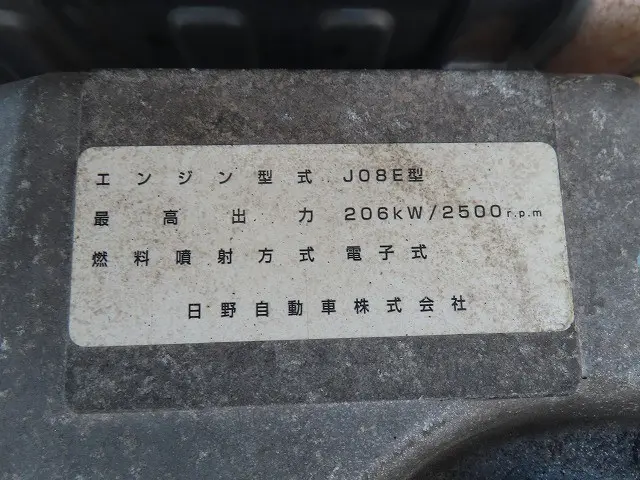 エンジン型式 J08E型
最高出力 206kW/2500r.p.m
燃料噴射方式 電子式
日野自動車株式会社